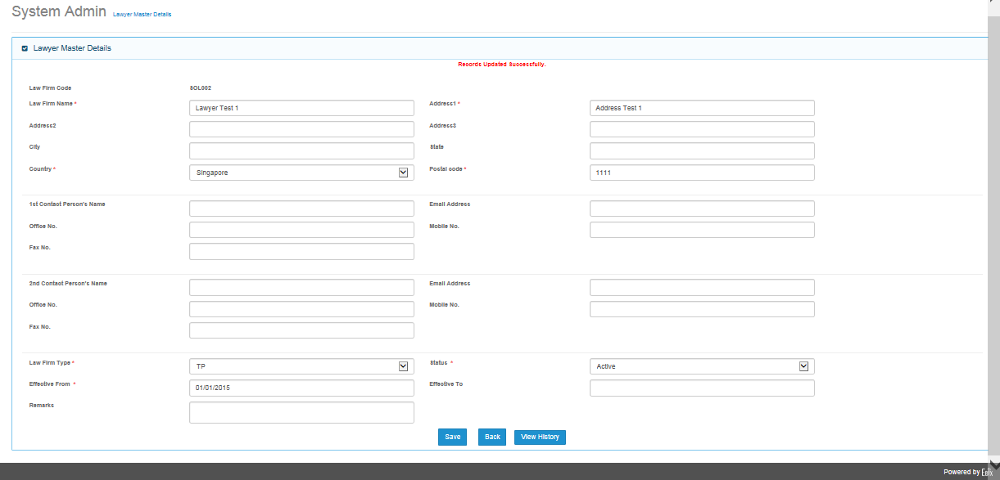 System Admin Lawyer Master Details
Lawyer Master Details
Records Updated Successfully.
Law Firm Code SOL002
Law Firm Name * Lawyer Test 1 Address1 * Address Test 1
Address2 Address3
City State
Country * Singapore Postal code * 1111
1st Contact Person's Name Email Address
Office No. Mobile No.
Fax No.
2nd Contact Person's Name Email Address
Office No. Mobile No.
Fax No.
Law Firm Type * TP Status * Active
Effective From * 01/01/2015 Effective To
Remarks
Save Back View History
Powered by Ebix